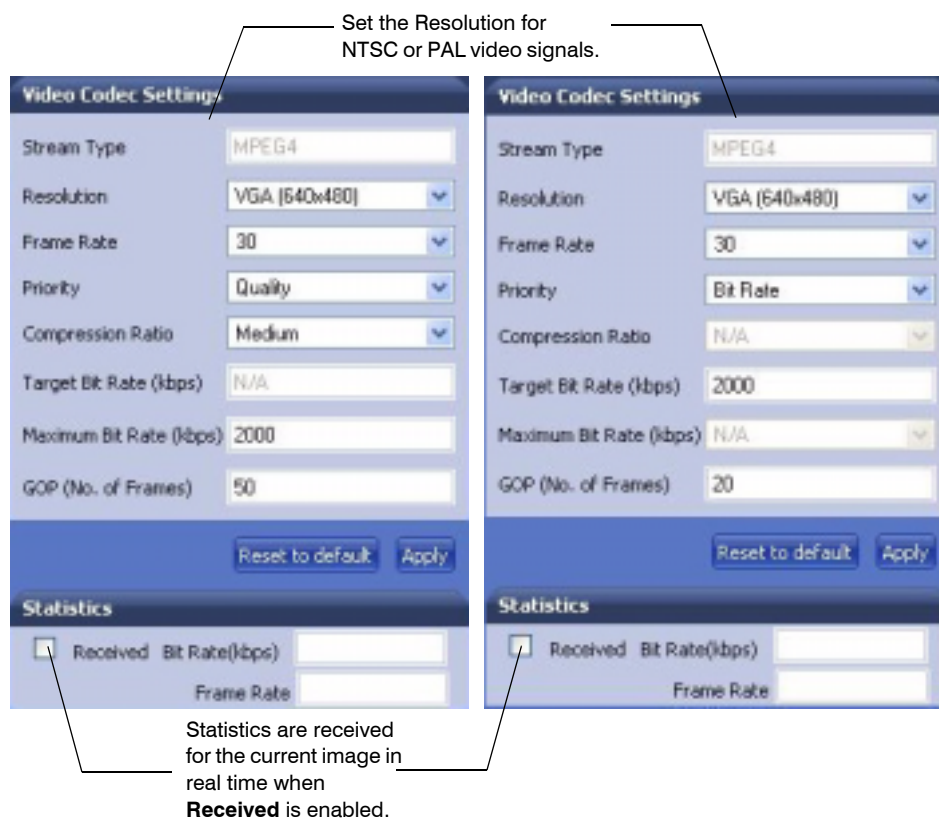 Set the Resolution for
NTSC or PAL video signals.
Video Codec Settings
Stream Type MPEG4
Resolution VGA (640x480)
Frame Rate 30
Priority Quality
Compression Ratio Medium
Target Bit Rate (kbps) N/A
Maximum Bit Rate (kbps) 2000
GOP (No. of Frames) 50
Reset to default Apply
Statistics
Received Bit Rate(kbps)
Frame Rate
Video Codec Settings
Stream Type MPEG4
Resolution VGA (640x480)
Frame Rate 30
Priority Bit Rate
Compression Ratio N/A
Target Bit Rate (kbps) 2000
Maximum Bit Rate (kbps) N/A
GOP (No. of Frames) 20
Reset to default Apply
Statistics
Received Bit Rate(kbps)
Frame Rate
Statistics are received
for the current image in
real time when
Received is enabled.